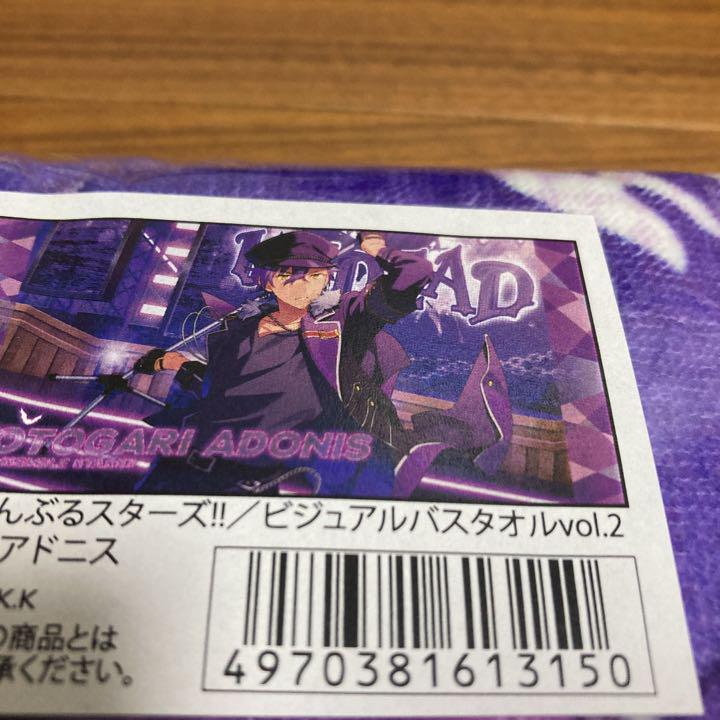 UNDEAD
OTOGARI ADONIS
んぶるスターズ!!／ビジュアルバスタオルvol.2
アドニス
K.K
の商品とは
承ください。
4970381613150